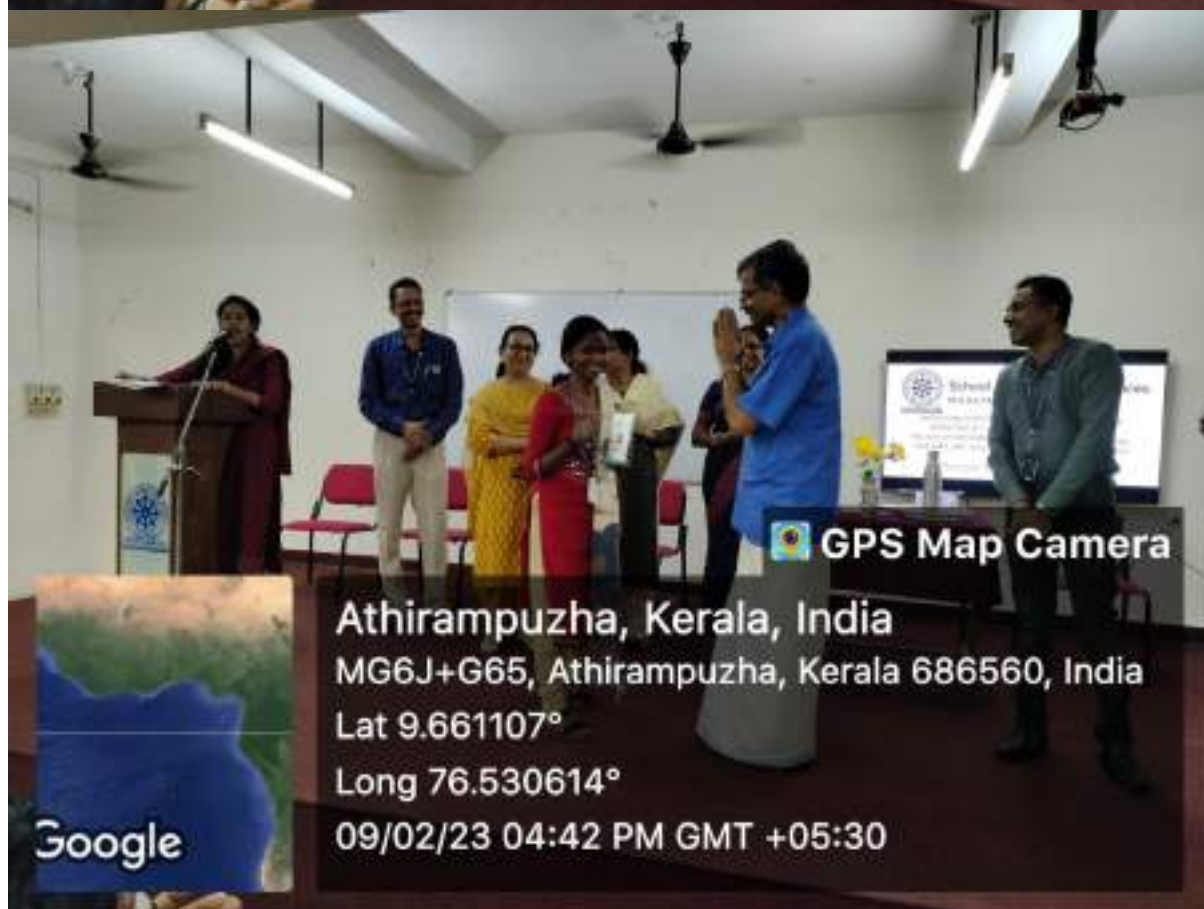 School
GPS Map Camera
Athirampuzha, Kerala, India
MG6J+G65, Athirampuzha, Kerala 686560, India
Lat 9.661107°
Long 76.530614°
09/02/23 04:42 PM GMT +05:30
Google